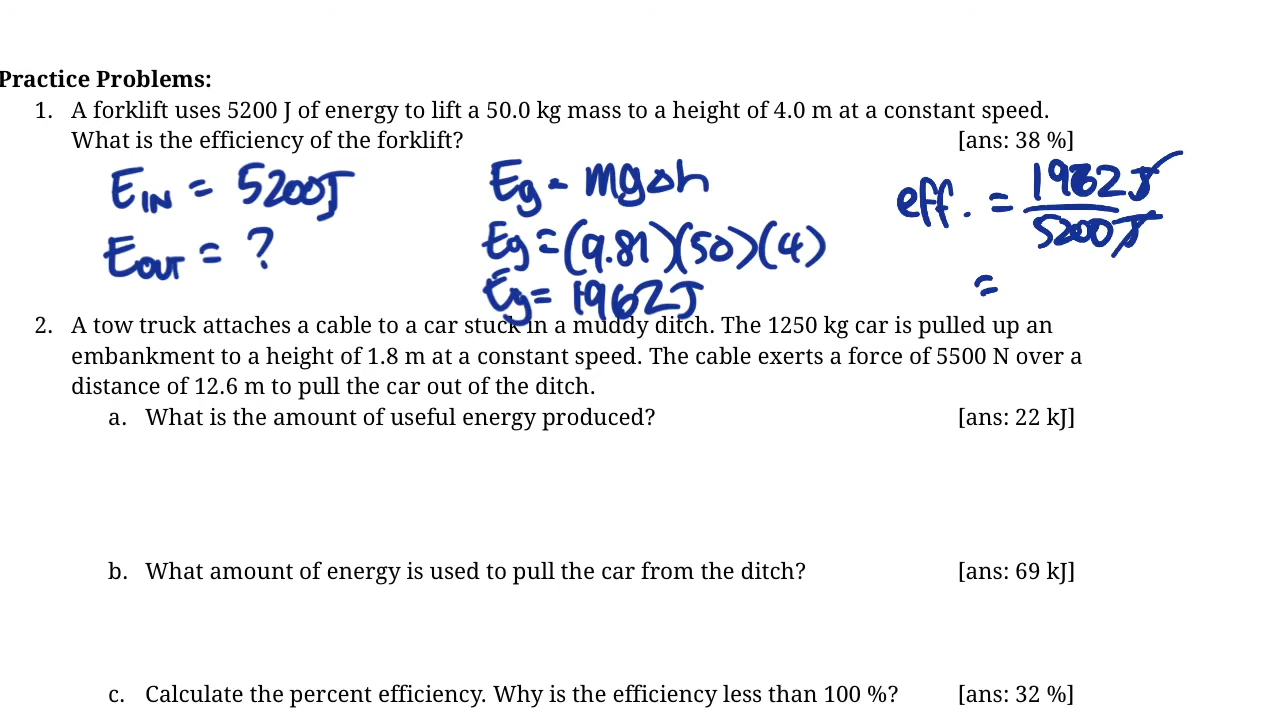 Practice Problems:
1. A forklift uses 5200 J of energy to lift a 50.0 kg mass to a height of 4.0 m at a constant speed.
What is the efficiency of the forklift? [ans: 38 %]
E_IN = 5200J
E_OUT = ?
Eg = mg△h
Eg = (9.81)(50)(4)
Eg = 1962J
eff. = 1962J / 5200J
=
2. A tow truck attaches a cable to a car stuck in a muddy ditch. The 1250 kg car is pulled up an
embankment to a height of 1.8 m at a constant speed. The cable exerts a force of 5500 N over a
distance of 12.6 m to pull the car out of the ditch.
a. What is the amount of useful energy produced? [ans: 22 kJ]
b. What amount of energy is used to pull the car from the ditch? [ans: 69 kJ]
c. Calculate the percent efficiency. Why is the efficiency less than 100 %? [ans: 32 %]